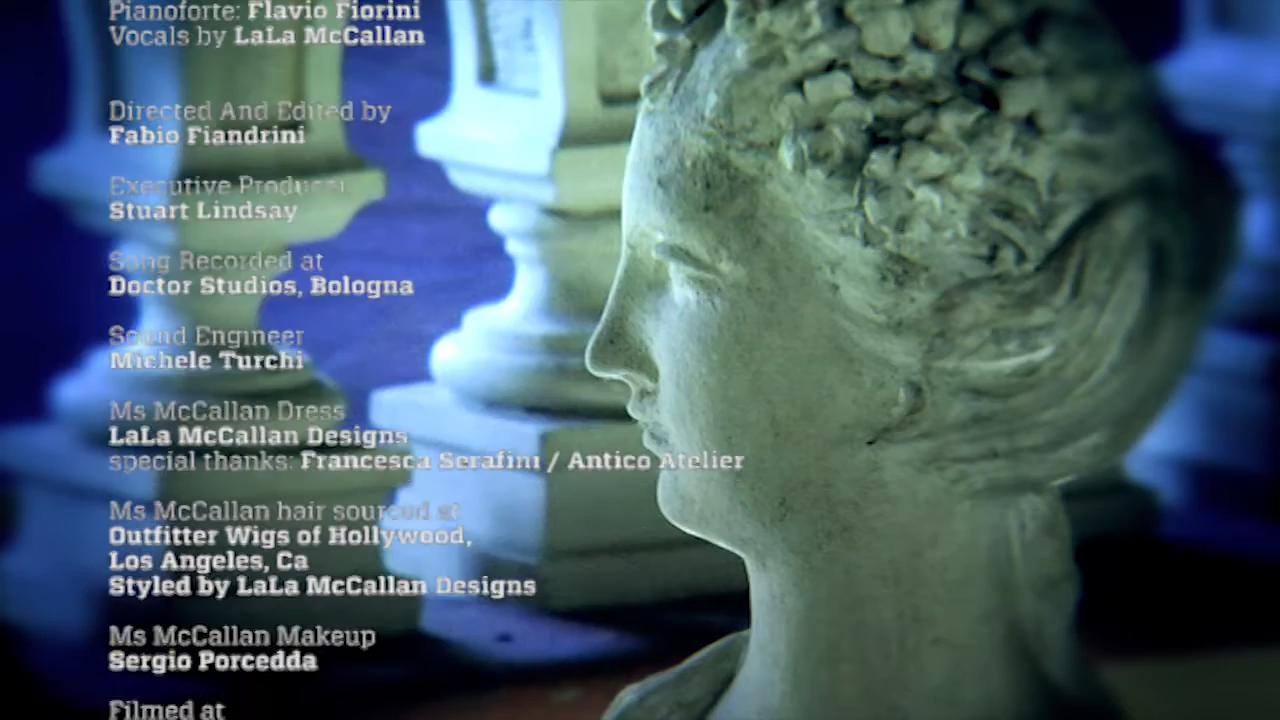 Pianoforte: Flavio Fiorini
Vocals by LaLa McCallan
Directed And Edited by
Fabio Fiandrini
Executive Producer
Stuart Lindsay
Song Recorded at
Doctor Studios, Bologna
Sound Engineer
Michele Turchi
Ms McCallan Dress
LaLa McCallan Designs
special thanks: Francesca Serafini / Antico Atelier
Ms McCallan hair sourced at
Outfitter Wigs of Hollywood,
Los Angeles, Ca
Styled by LaLa McCallan Designs
Ms McCallan Makeup
Sergio Porcedda
Filmed at